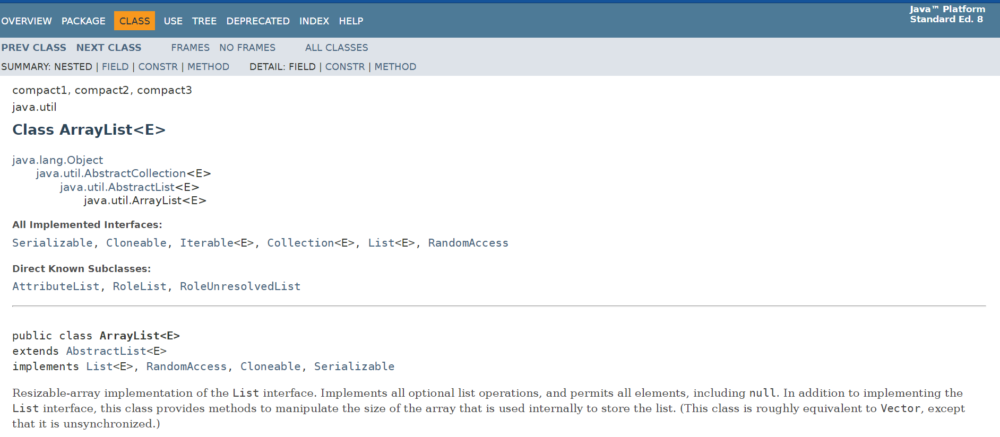 Java™ Platform
Standard Ed. 8
OVERVIEW PACKAGE CLASS USE TREE DEPRECATED INDEX HELP
PREV CLASS NEXT CLASS FRAMES NO FRAMES ALL CLASSES
SUMMARY: NESTED | FIELD | CONSTR | METHOD DETAIL: FIELD | CONSTR | METHOD
compact1, compact2, compact3
java.util
Class ArrayList<E>
java.lang.Object
java.util.AbstractCollection<E>
java.util.AbstractList<E>
java.util.ArrayList<E>
All Implemented Interfaces:
Serializable, Cloneable, Iterable<E>, Collection<E>, List<E>, RandomAccess
Direct Known Subclasses:
AttributeList, RoleList, RoleUnresolvedList
public class ArrayList<E>
extends AbstractList<E>
implements List<E>, RandomAccess, Cloneable, Serializable
Resizable-array implementation of the List interface. Implements all optional list operations, and permits all elements, including null. In addition to implementing the
List interface, this class provides methods to manipulate the size of the array that is used internally to store the list. (This class is roughly equivalent to Vector, except
that it is unsynchronized.)